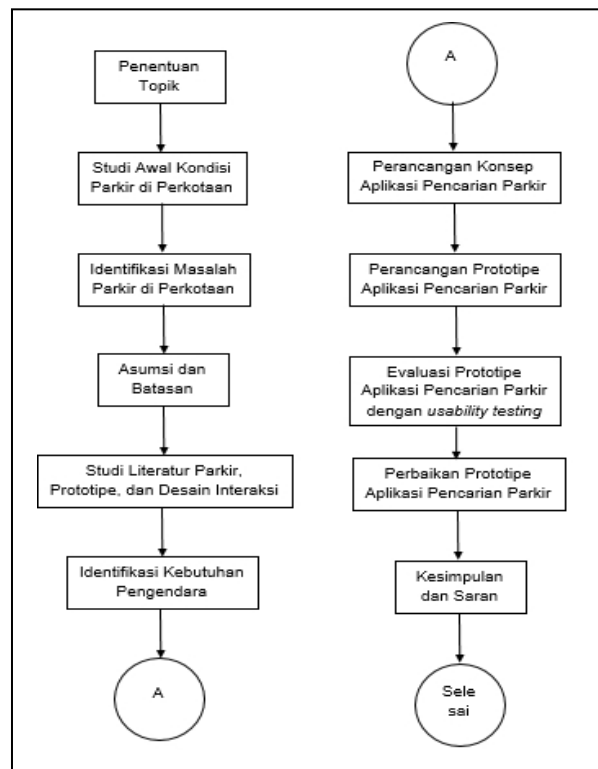 Penentuan
Topik
Studi Awal Kondisi
Parkir di Perkotaan
Identifikasi Masalah
Parkir di Perkotaan
Asumsi dan
Batasan
Studi Literatur Parkir,
Prototipe, dan Desain Interaksi
Identifikasi Kebutuhan
Pengendara
A
A
Perancangan Konsep
Aplikasi Pencarian Parkir
Perancangan Prototipe
Aplikasi Pencarian Parkir
Evaluasi Prototipe
Aplikasi Pencarian Parkir
dengan usability testing
Perbaikan Prototipe
Aplikasi Pencarian Parkir
Kesimpulan
dan Saran
Sele
sai